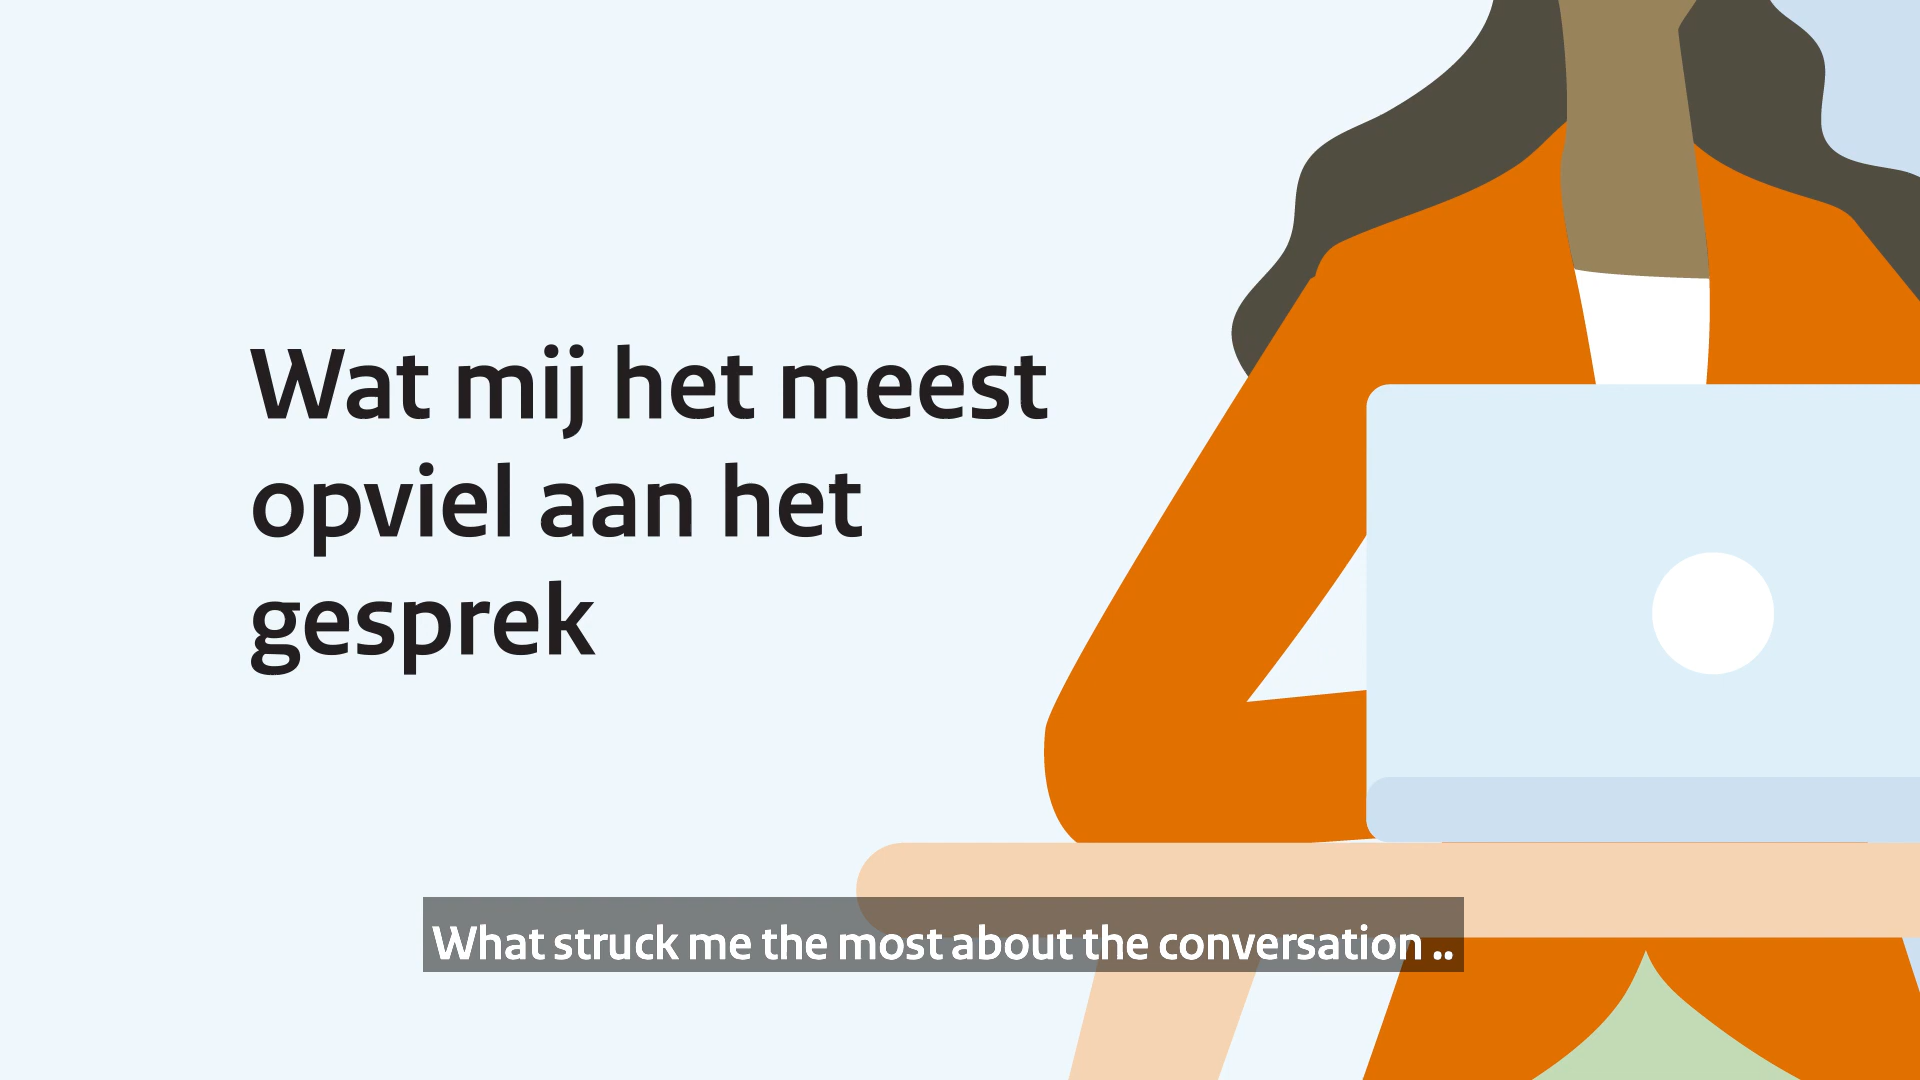 Wat mij het meest
opviel aan het
gesprek
What struck me the most about the conversation ..